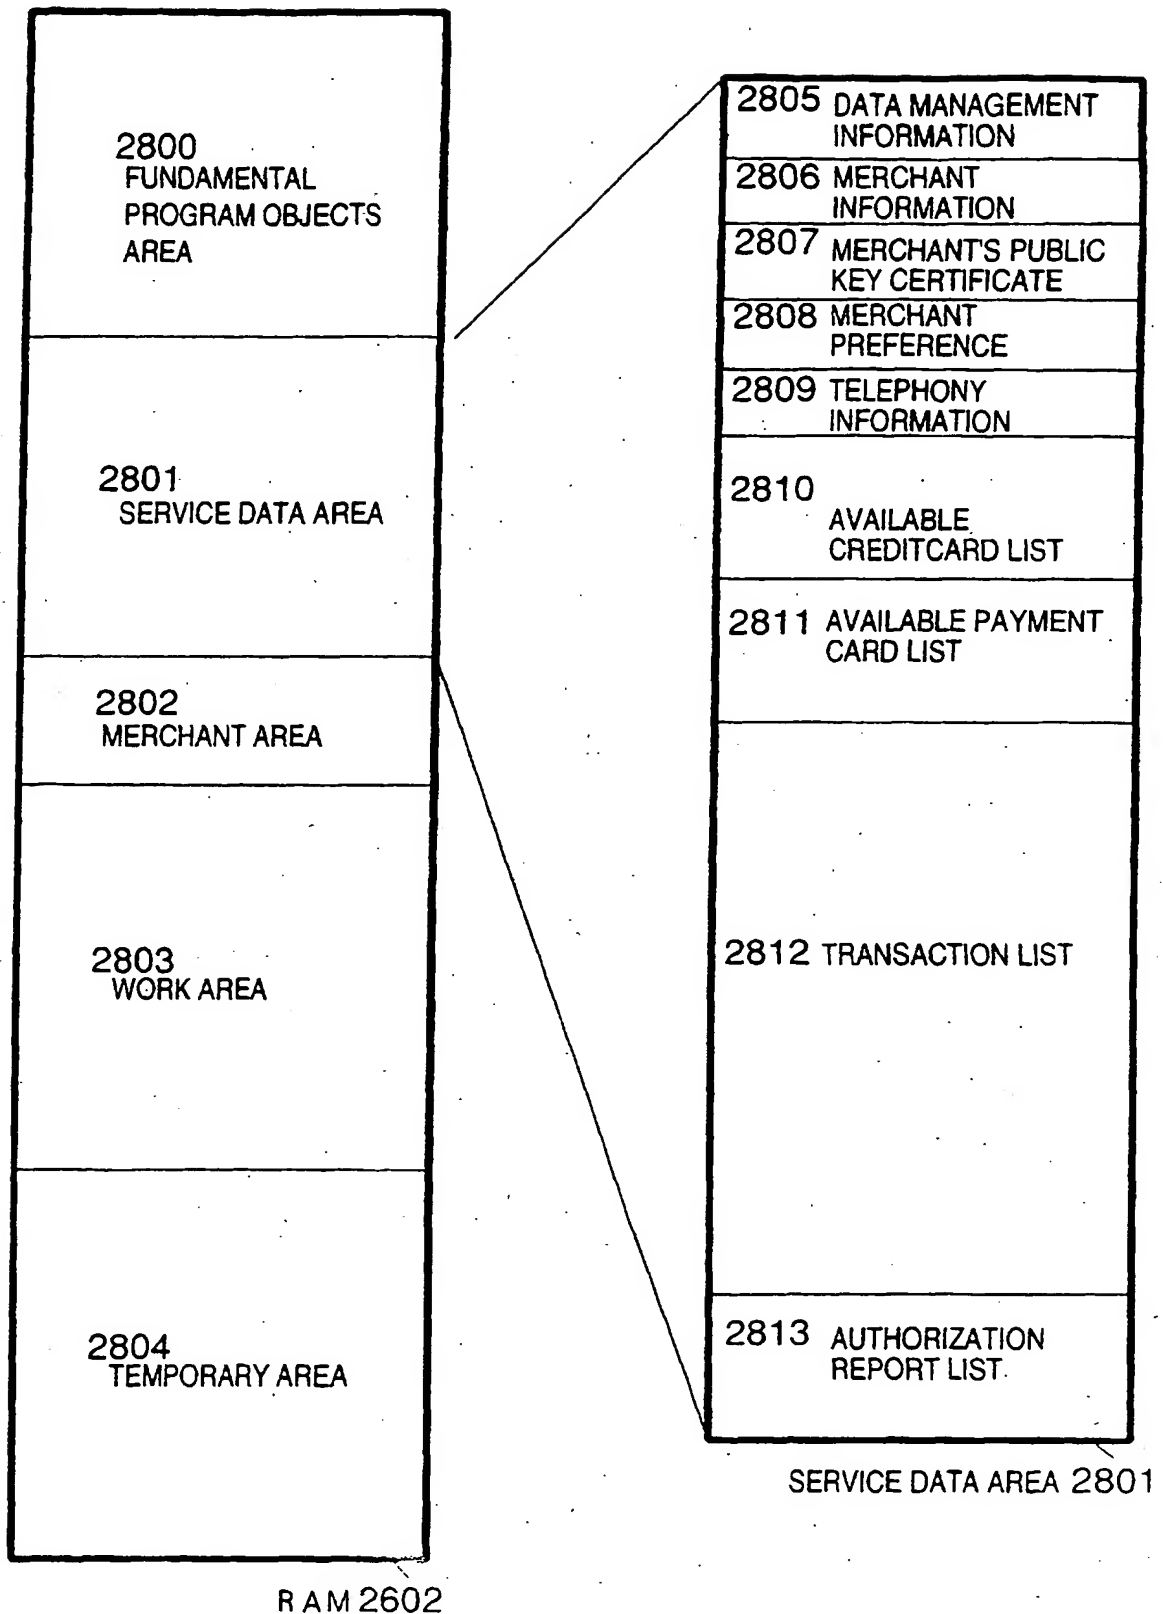 2800
FUNDAMENTAL
PROGRAM OBJECTS
AREA
2801
SERVICE DATA AREA
2802
MERCHANT AREA
2803
WORK AREA
2804
TEMPORARY AREA
RAM 2602
2805 DATA MANAGEMENT
INFORMATION
2806 MERCHANT
INFORMATION
2807 MERCHANT'S PUBLIC
KEY CERTIFICATE
2808 MERCHANT
PREFERENCE
2809 TELEPHONY
INFORMATION
2810
AVAILABLE
CREDITCARD LIST
2811 AVAILABLE PAYMENT
CARD LIST
2812 TRANSACTION LIST
2813 AUTHORIZATION
REPORT LIST
SERVICE DATA AREA 2801